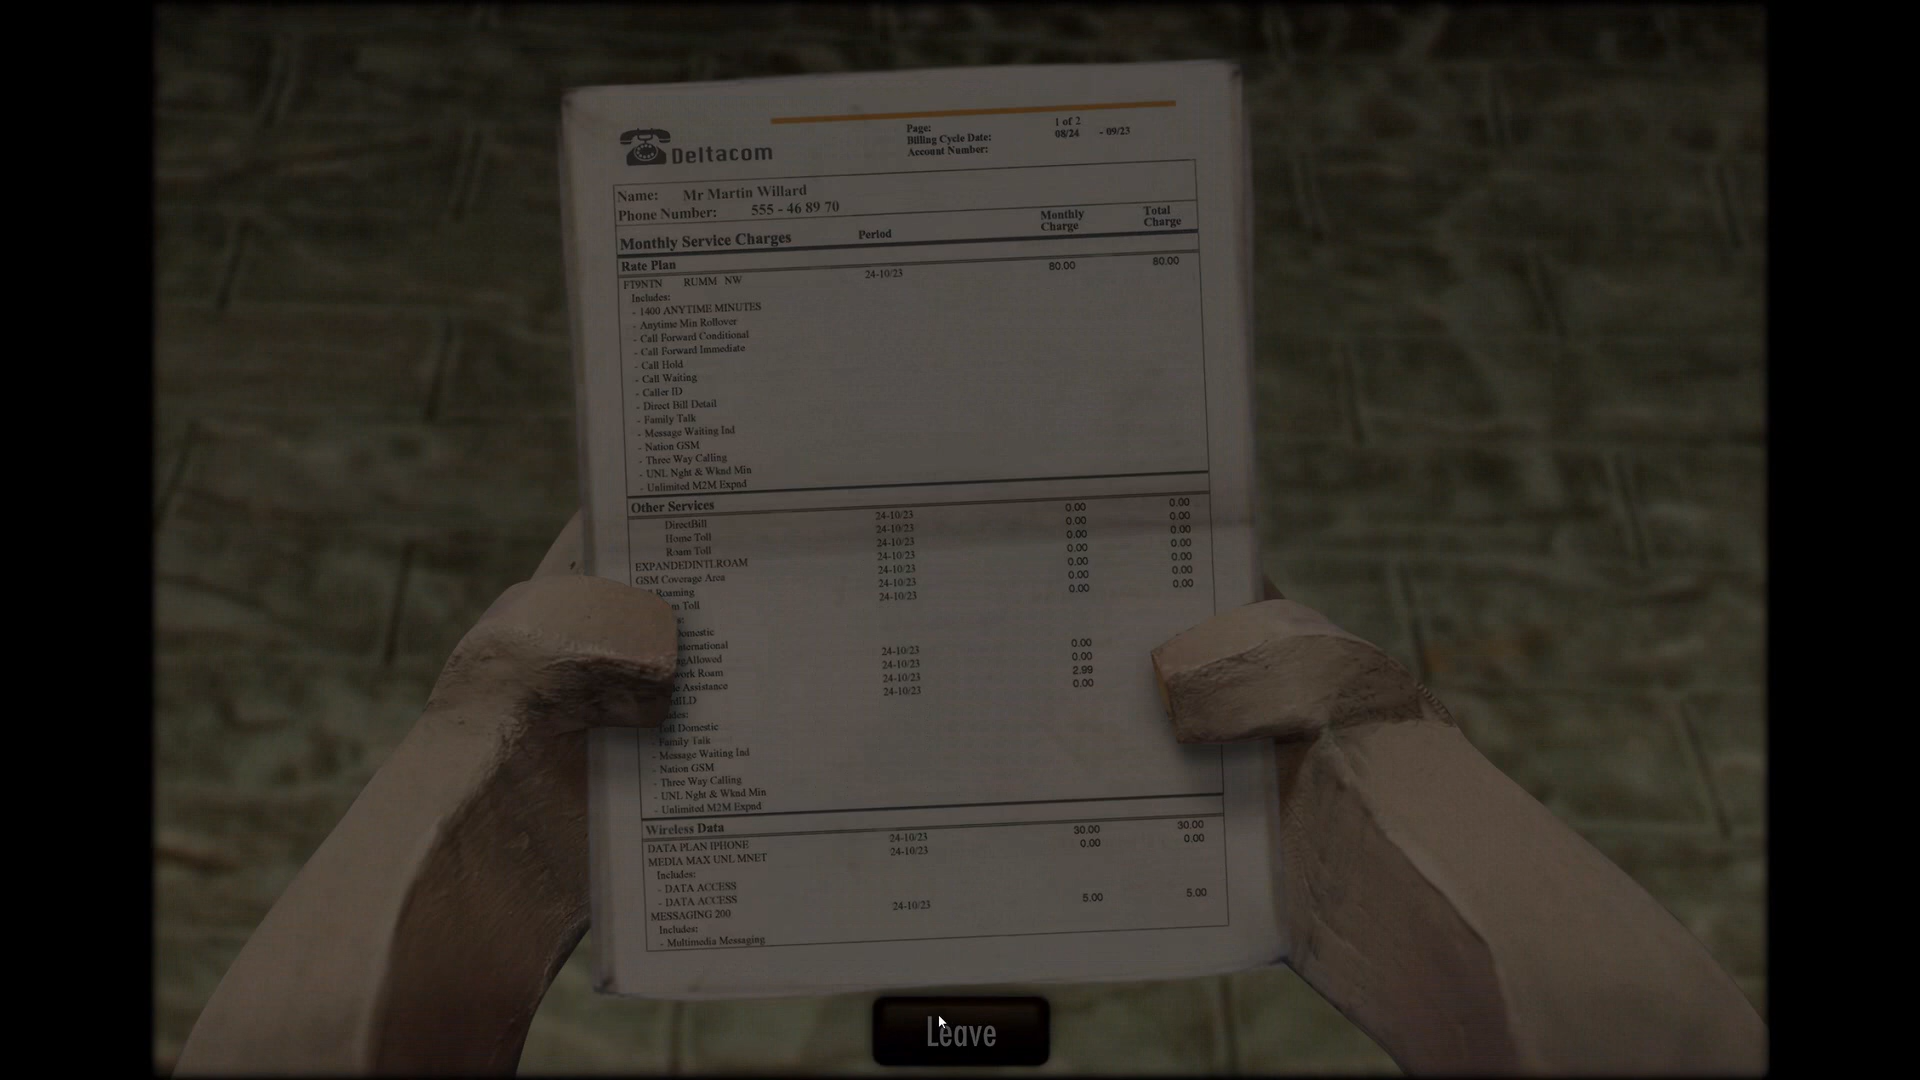 Deltacom
Page: 1 of 2
Billing Cycle Date: 08/24 - 09/23
Account Number:
Name: Mr Martin Willard
Phone Number: 555 - 46 89 70
Monthly Service Charges Period Monthly Charge Total Charge
Rate Plan
FT9NTN RUMM NW 24-10/23 80.00 80.00
Includes:
- 1400 ANYTIME MINUTES
- Anytime Min Rollover
- Call Forward Conditional
- Call Forward Immediate
- Call Hold
- Call Waiting
- Caller ID
- Direct Bill Detail
- Family Talk
- Message Waiting Ind
- Nation GSM
- Three Way Calling
- UNL Nght & Wknd Min
- Unlimited M2M Expnd
Other Services
DirectBill 24-10/23 0.00 0.00
Home Toll 24-10/23 0.00 0.00
Roam Toll 24-10/23 0.00 0.00
EXPANDEDINTLROAM 24-10/23 0.00 0.00
GSM Coverage Area 24-10/23 0.00 0.00
Roaming 24-10/23 0.00 0.00
Toll 24-10/23 0.00 0.00
24-10/23 0.00
24-10/23 0.00
Roam 24-10/23 2.99
Assistance 24-10/23 0.00
Domestic
- Family Talk
- Message Waiting Ind
- Nation GSM
- Three Way Calling
- UNL Nght & Wknd Min
- Unlimited M2M Expnd
Wireless Data
DATA PLAN IPHONE 24-10/23 30.00 30.00
MEDIA MAX UNL MNET 24-10/23 0.00 0.00
Includes:
- DATA ACCESS
- DATA ACCESS
MESSAGING 200 24-10/23 5.00 5.00
Includes:
- Multimedia Messaging
Leave